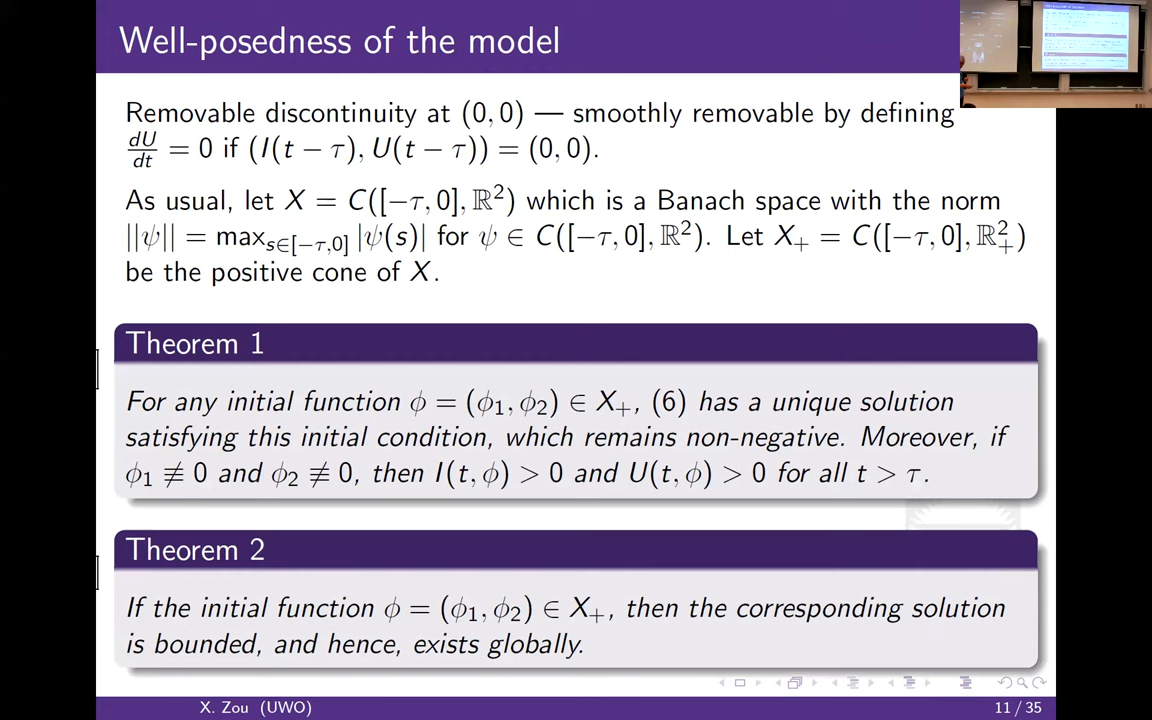 Well-posedness of the model
Removable discontinuity at (0, 0) — smoothly removable by defining
dU/dt = 0 if (I(t − τ), U(t − τ)) = (0, 0).
As usual, let X = C([−τ, 0], ℝ²) which is a Banach space with the norm
||ψ|| = max_{s∈[−τ,0]} |ψ(s)| for ψ ∈ C([−τ, 0], ℝ²). Let X₊ = C([−τ, 0], ℝ²₊)
be the positive cone of X.
Theorem 1
For any initial function ϕ = (ϕ₁, ϕ₂) ∈ X₊, (6) has a unique solution
satisfying this initial condition, which remains non-negative. Moreover, if
ϕ₁ ≢ 0 and ϕ₂ ≢ 0, then I(t, ϕ) > 0 and U(t, ϕ) > 0 for all t > τ.
Theorem 2
If the initial function ϕ = (ϕ₁, ϕ₂) ∈ X₊, then the corresponding solution
is bounded, and hence, exists globally.
X. Zou (UWO)
11 / 35